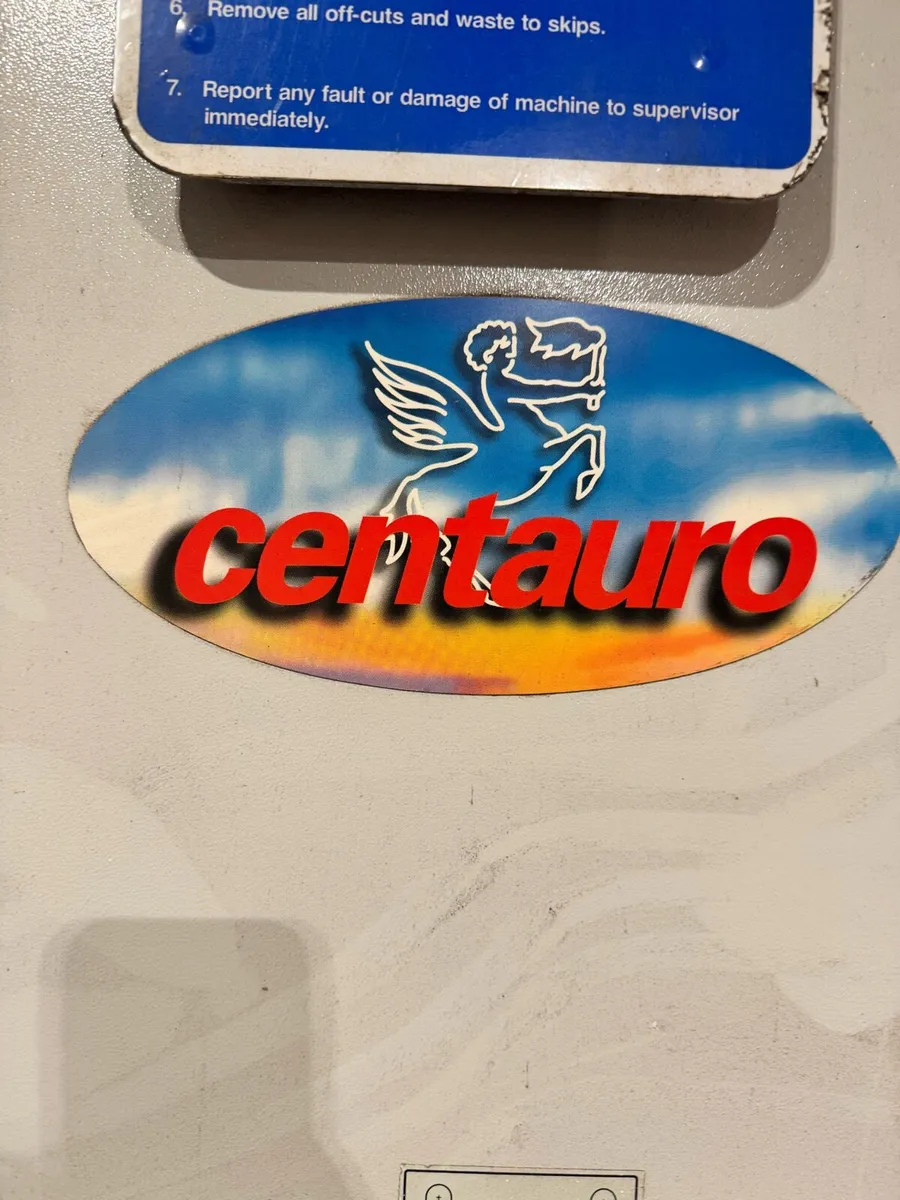 6. Remove all off-cuts and waste to skips.
7. Report any fault or damage of machine to supervisor
immediately.
centauro